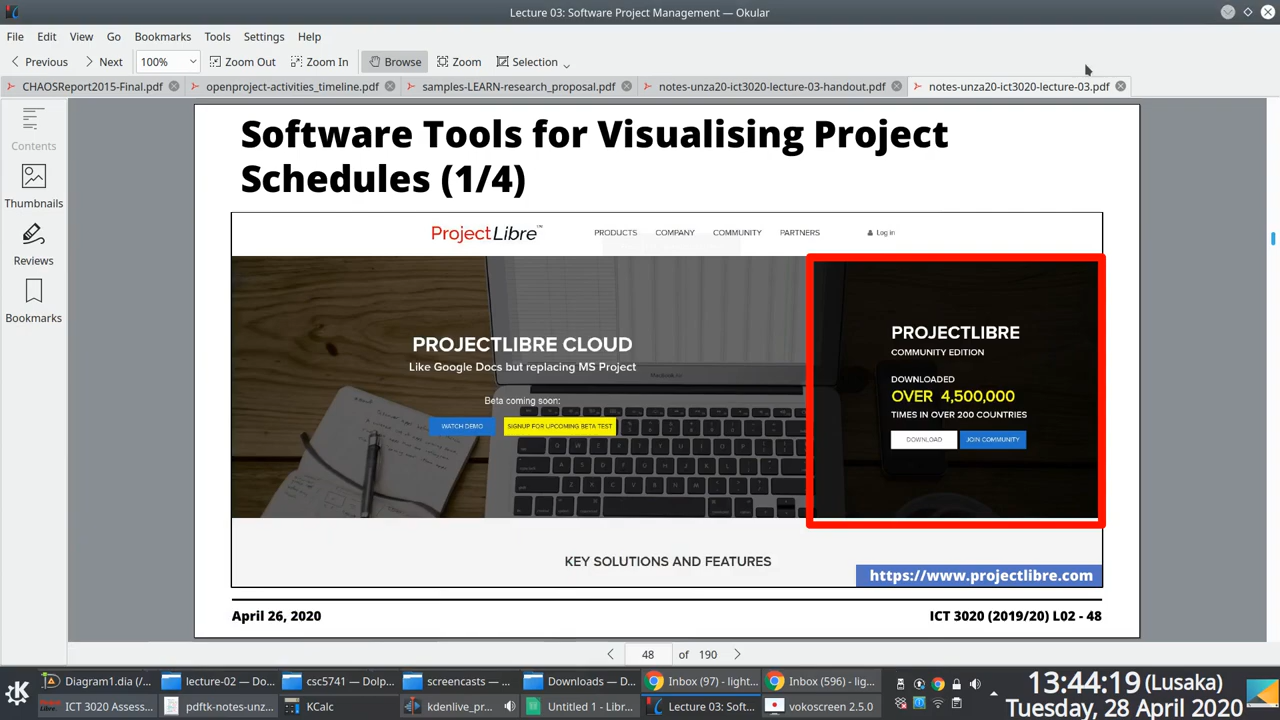 Lecture 03: Software Project Management — Okular
File Edit View Go Bookmarks Tools Settings Help
Previous Next 100% Zoom Out Zoom In Browse Zoom Selection
CHAOSReport2015-Final.pdf openproject-activities_timeline.pdf samples-LEARN-research_proposal.pdf notes-unza20-ict3020-lecture-03-handout.pdf notes-unza20-ict3020-lecture-03.pdf
Contents
Thumbnails
Reviews
Bookmarks
Software Tools for Visualising Project
Schedules (1/4)
ProjectLibre™ PRODUCTS COMPANY COMMUNITY PARTNERS Log in
PROJECTLIBRE CLOUD
Like Google Docs but replacing MS Project
Beta coming soon:
WATCH DEMO SIGNUP FOR UPCOMING BETA TEST
PROJECTLIBRE
COMMUNITY EDITION
DOWNLOADED
OVER 4,500,000
TIMES IN OVER 200 COUNTRIES
DOWNLOAD JOIN COMMUNITY
KEY SOLUTIONS AND FEATURES
https://www.projectlibre.com
April 26, 2020 ICT 3020 (2019/20) L02 - 48
48 of 190
Diagram1.dia (/... lecture-02 — Do... csc5741 — Dolp... screencasts — ... Downloads — D... Inbox (97) - light... Inbox (596) - lig...
ICT 3020 Assess... pdftk-notes-unz... KCalc kdenlive_pr... Untitled 1 - Libr... Lecture 03: Soft... vokoscreen 2.5.0
13:44:19 (Lusaka)
Tuesday, 28 April 2020